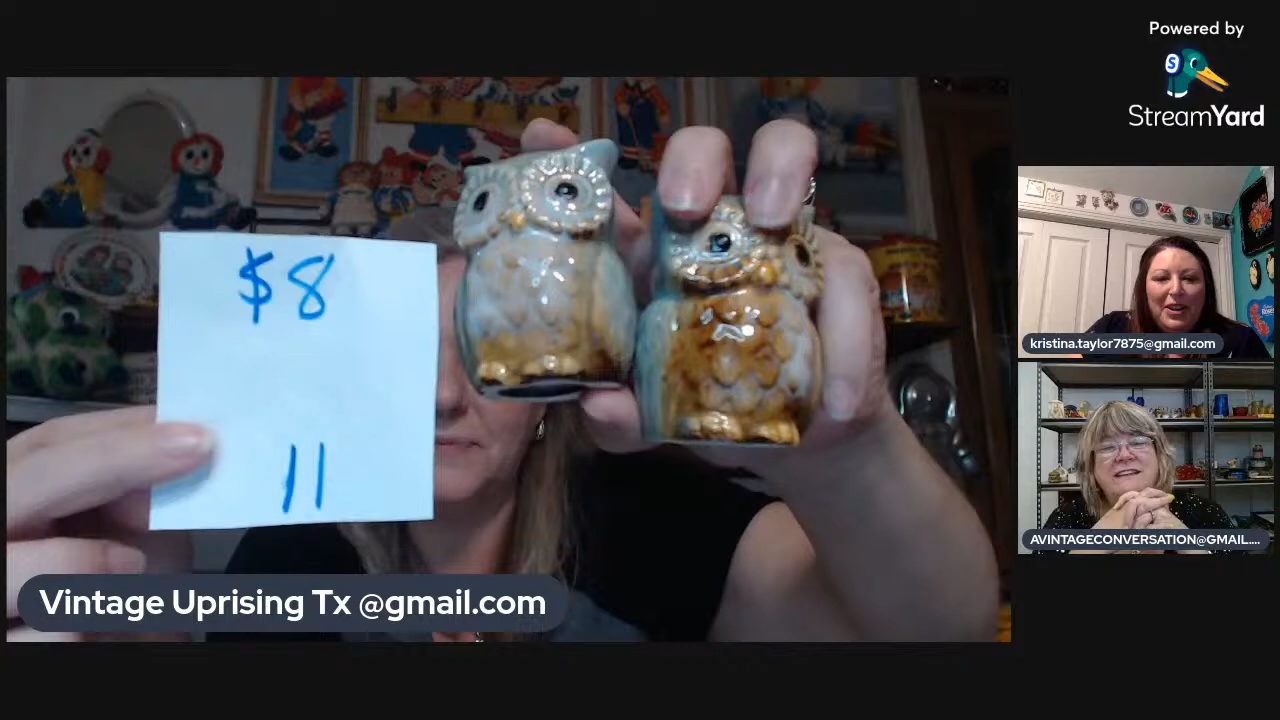 Powered by
S
StreamYard
$8
11
kristina.taylor7875@gmail.com
AVINTAGECONVERSATION@GMAIL....
Vintage Uprising Tx @gmail.com